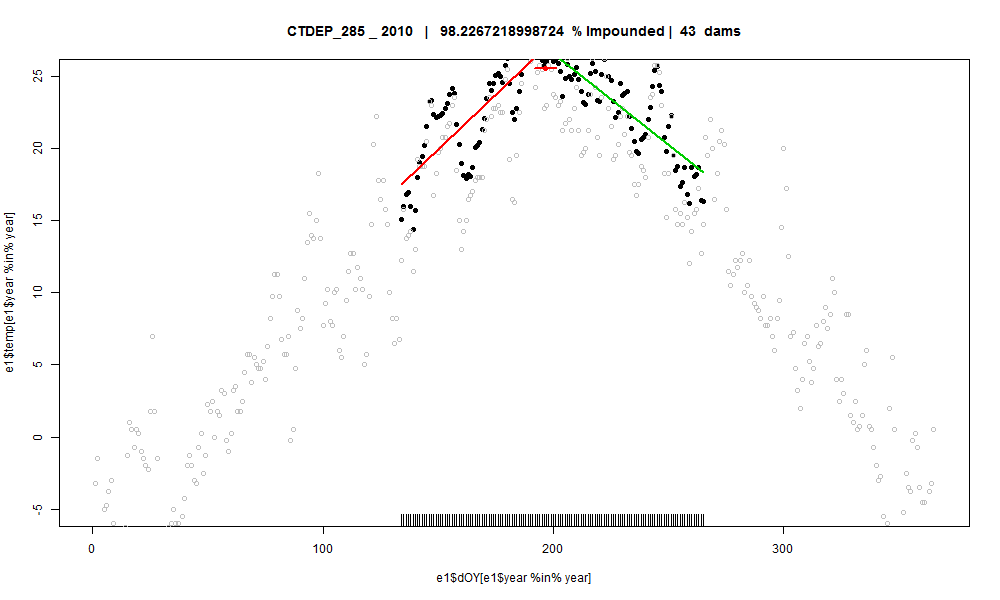 CTDEP_285 _ 2010 | 98.2267218998724 % Impounded | 43 dams
25
20
15
10
5
0
-5
e1$temp[e1$year %in% year]
0 100 200 300
e1$dOY[e1$year %in% year]